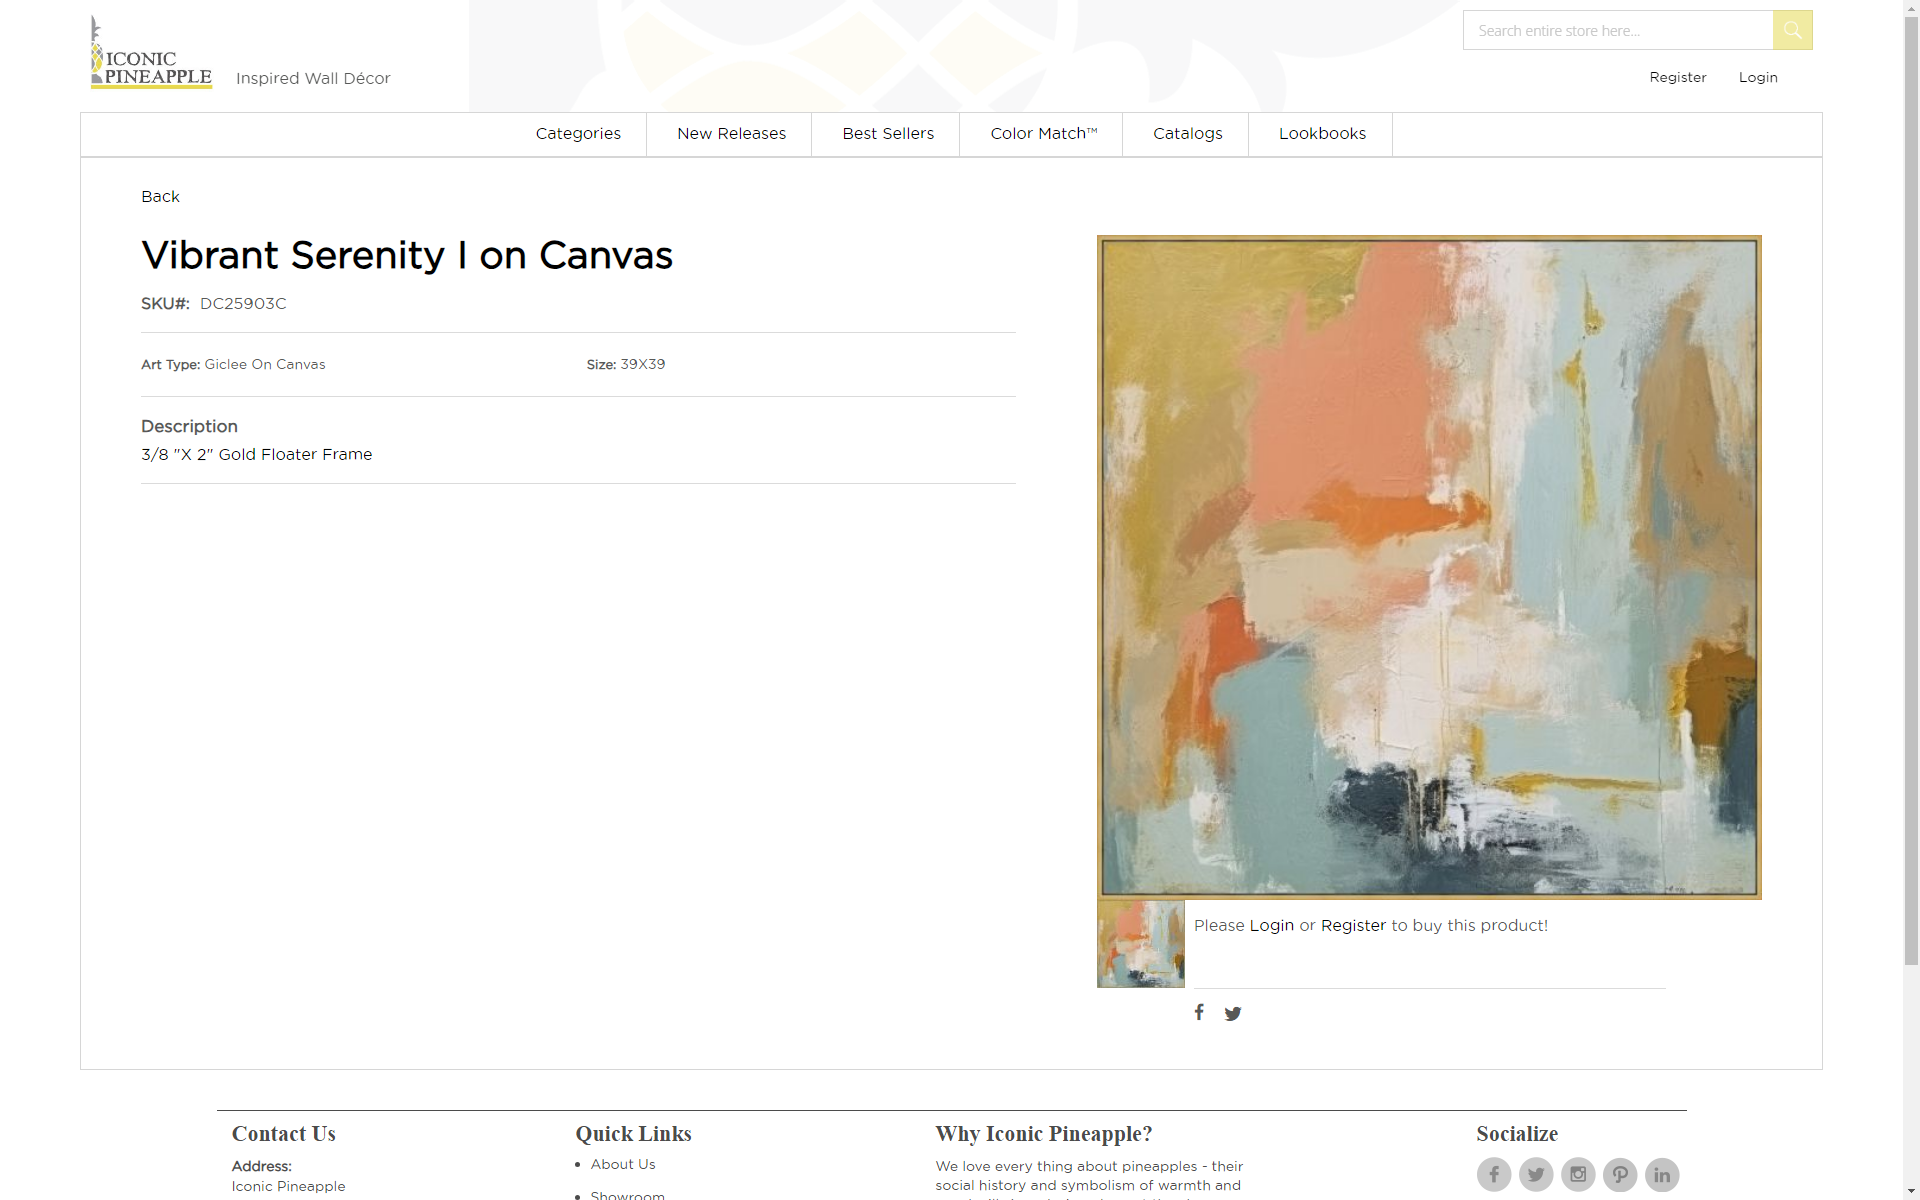 ICONIC
PINEAPPLE
Inspired Wall Décor
Search entire store here...
Register
Login
Categories
New Releases
Best Sellers
Color Match™
Catalogs
Lookbooks
Back
Vibrant Serenity I on Canvas
SKU#: DC25903C
Art Type: Giclee On Canvas
Size: 39X39
Description
3/8 "X 2" Gold Floater Frame
Please Login or Register to buy this product!
Contact Us
Address:
Iconic Pineapple
Quick Links
About Us
Showroom
Why Iconic Pineapple?
We love every thing about pineapples - their
social history and symbolism of warmth and
Socialize